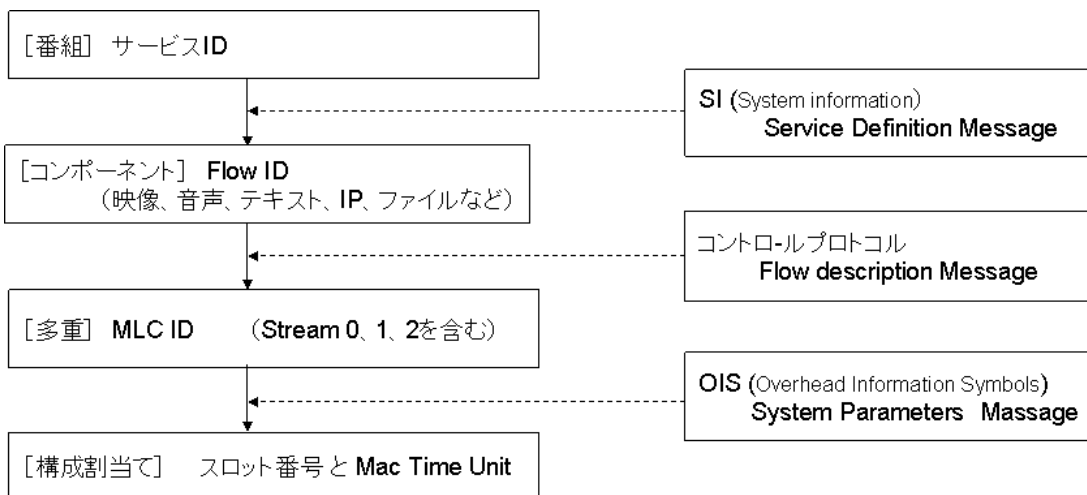 [番組] サービスID
SI (System information)
Service Definition Message
[コンポーネント] Flow ID
(映像、音声、テキスト、IP、ファイルなど)
コントロールプロトコル
Flow description Message
[多重] MLC ID (Stream 0、1、2を含む)
OIS (Overhead Information Symbols)
System Parameters Massage
[構成割当て] スロット番号と Mac Time Unit